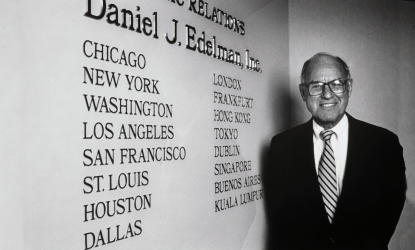 RELATIONS
Daniel J. Edelman, Inc.
CHICAGO
NEW YORK
WASHINGTON
LOS ANGELES
SAN FRANCISCO
ST. LOUIS
HOUSTON
DALLAS
LONDON
FRANKFURT
HONG KONG
TOKYO
DUBLIN
SINGAPORE
BUENOS AIRES
KUALA LUMPUR